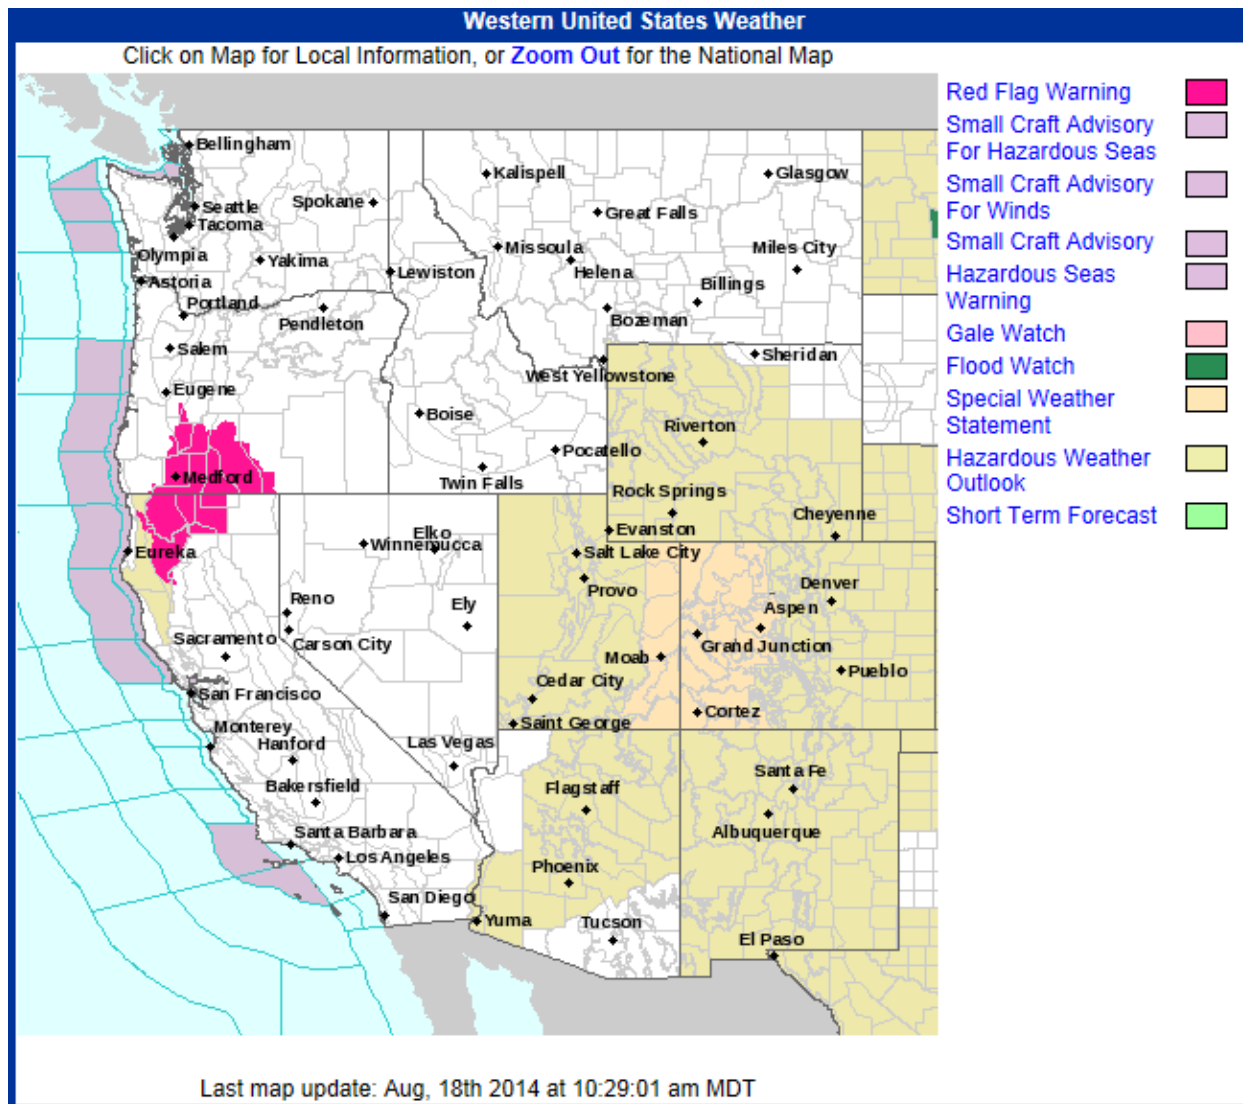 Western United States Weather
Click on Map for Local Information, or Zoom Out for the National Map
Red Flag Warning
Small Craft Advisory
For Hazardous Seas
Small Craft Advisory
For Winds
Small Craft Advisory
Hazardous Seas
Warning
Gale Watch
Flood Watch
Special Weather
Statement
Hazardous Weather
Outlook
Short Term Forecast
Bellingham
Kalispell
Glasgow
Spokane
Seattle
Great Falls
Tacoma
Olympia
Yakima
Missoula
Miles City
Lewiston
Helena
Astoria
Billings
Portland
Pendleton
Bozeman
Salem
Sheridan
West Yellowstone
Eugene
Boise
Riverton
Pocatello
Medford
Twin Falls
Rock Springs
Cheyenne
Evanston
Elko
Winnemucca
Eureka
Salt Lake City
Provo
Denver
Reno
Ely
Aspen
Sacramento
Carson City
Grand Junction
Moab
Pueblo
Cedar City
San Francisco
Cortez
Saint George
Monterey
Hanford
Las Vegas
Santa Fe
Bakersfield
Flagstaff
Albuquerque
Santa Barbara
Los Angeles
Phoenix
San Diego
Yuma
Tucson
El Paso
Last map update: Aug, 18th 2014 at 10:29:01 am MDT